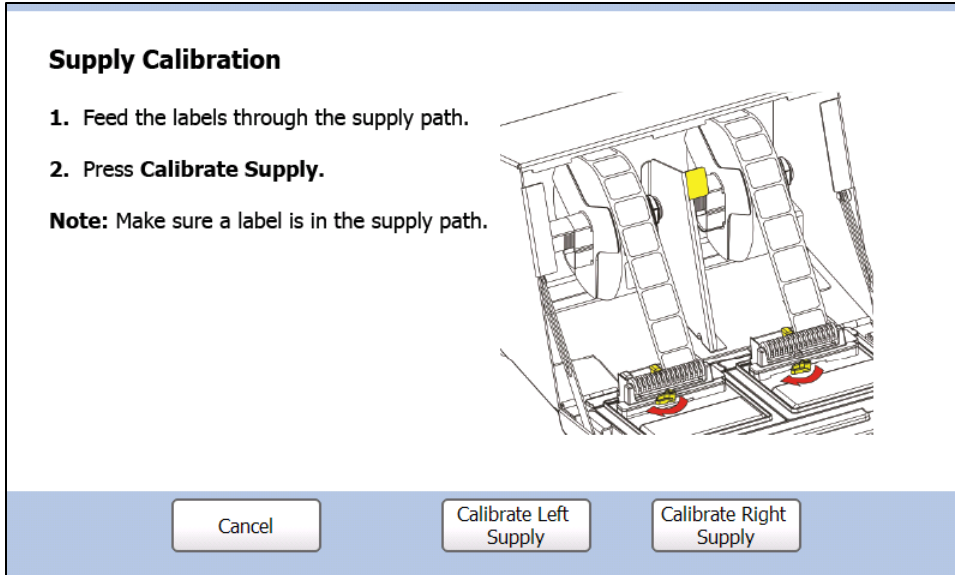 Supply Calibration
1. Feed the labels through the supply path.
2. Press Calibrate Supply.
Note: Make sure a label is in the supply path.
Cancel
Calibrate Left
Supply
Calibrate Right
Supply